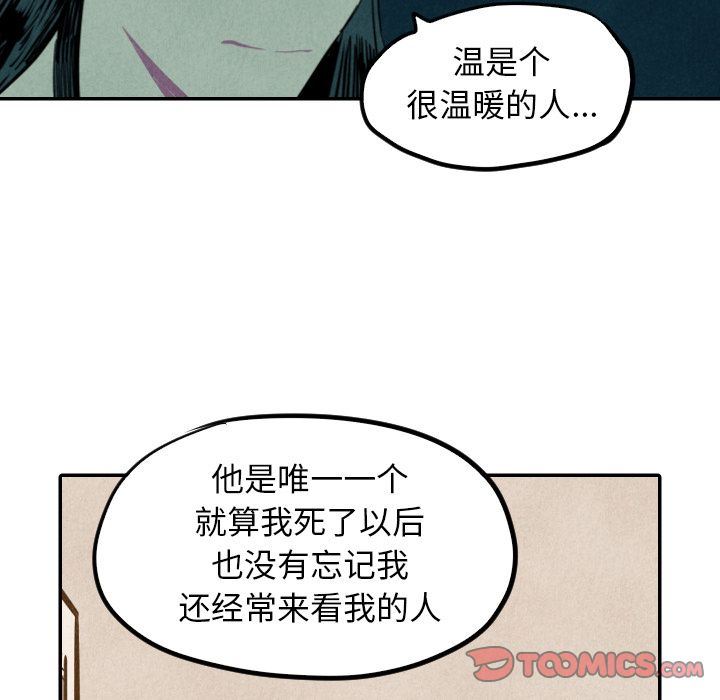 温是个
很温暖的人...
他是唯一一个
就算我死了以后
也没有忘记我
还经常来看我的人
TOOMICS.com